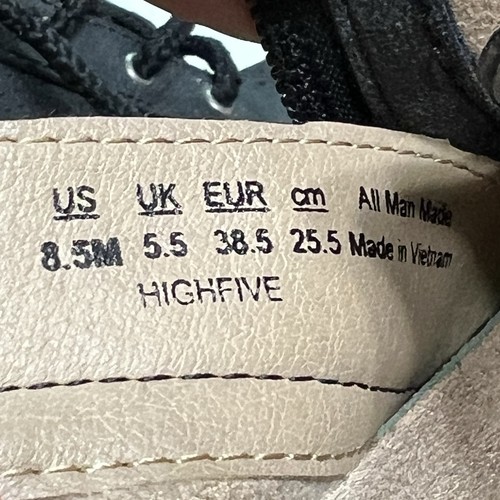 US UK EUR cm All Man Made
8.5M 5.5 38.5 25.5 Made in Vietnam
HIGHFIVE